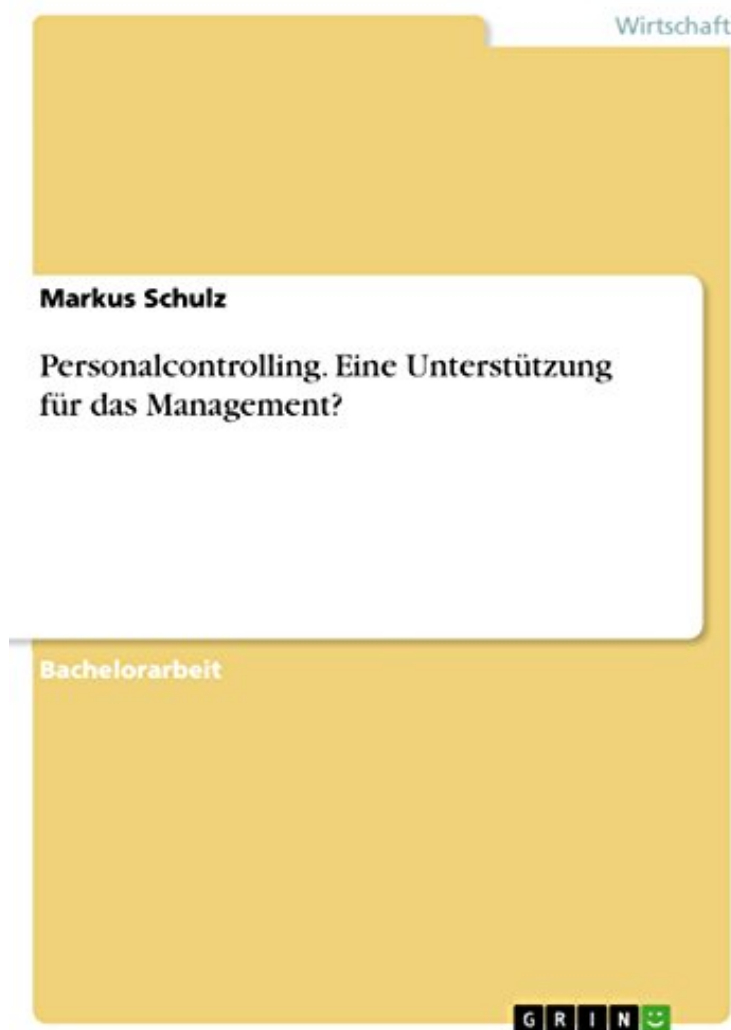 Wirtschaft
Markus Schulz
Personalcontrolling. Eine Unterstützung
für das Management?
Bachelorarbeit
GRIN